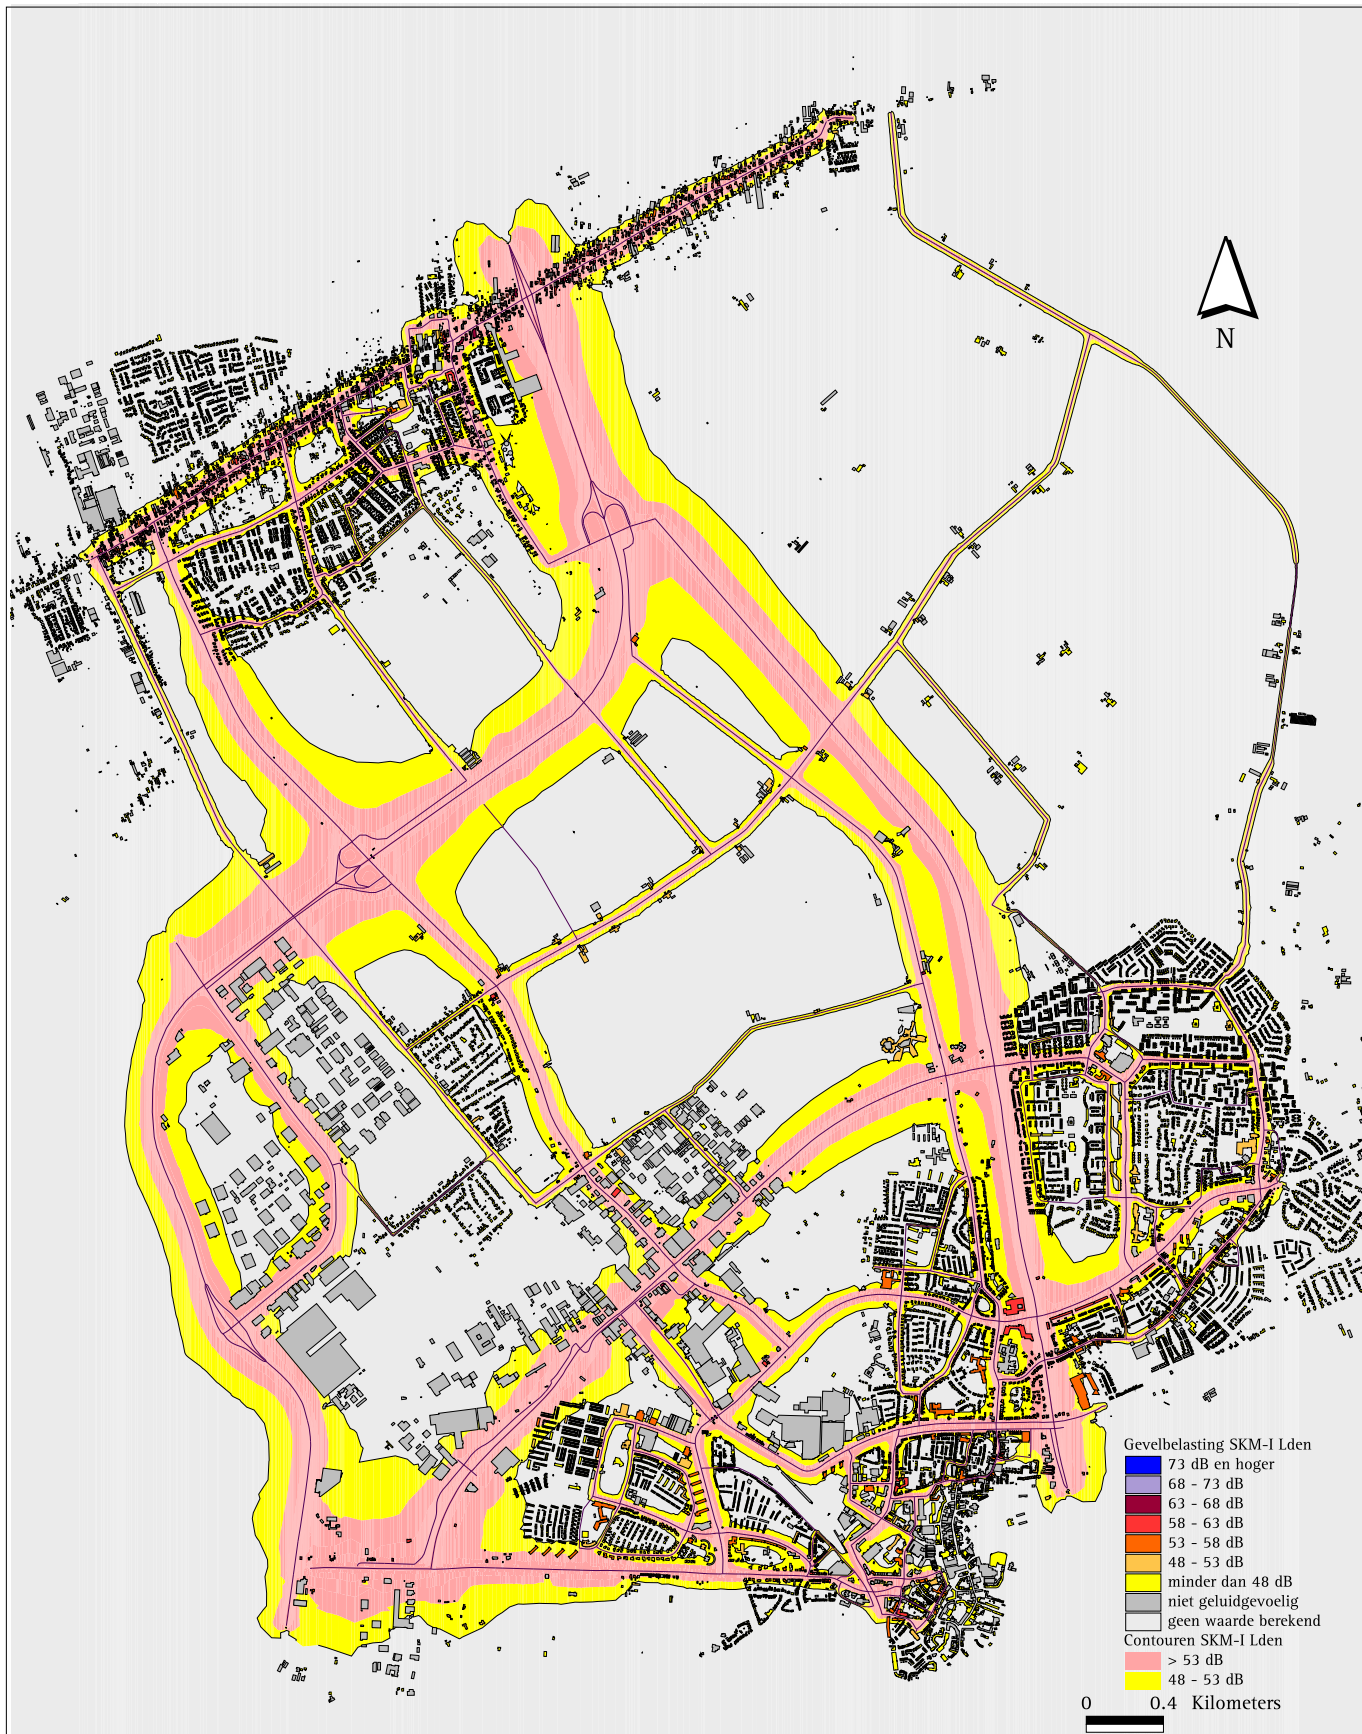 N
Gevelbelasting SKM-I Lden
73 dB en hoger
68 - 73 dB
63 - 68 dB
58 - 63 dB
53 - 58 dB
48 - 53 dB
minder dan 48 dB
niet geluidgevoelig
geen waarde berekend
Contouren SKM-I Lden
> 53 dB
48 - 53 dB
0 0.4 Kilometers